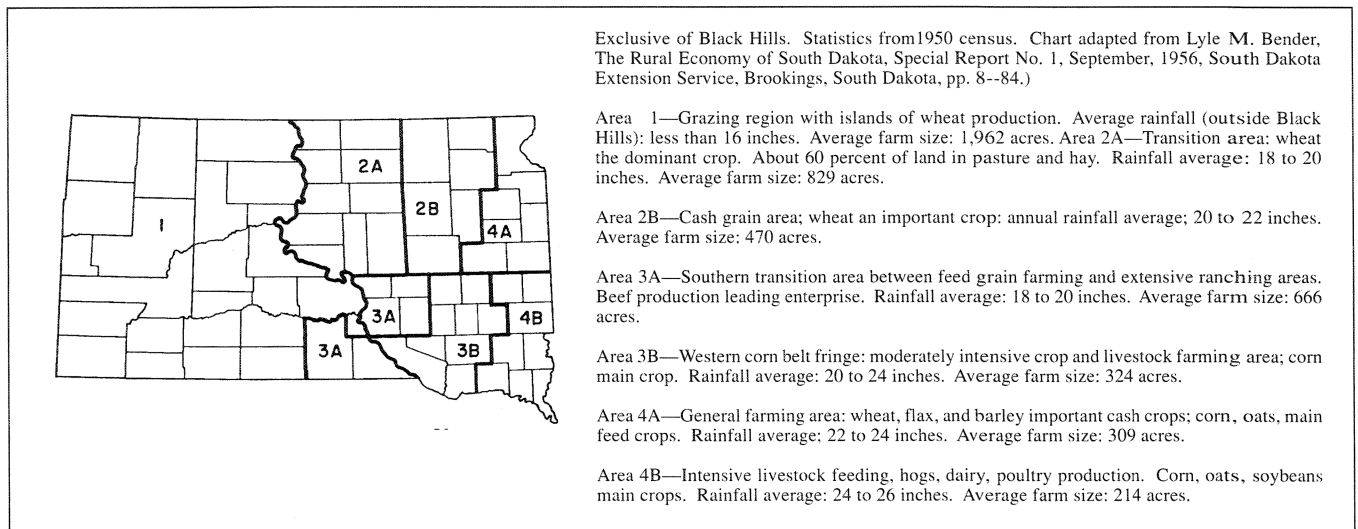 Exclusive of Black Hills. Statistics from1950 census. Chart adapted from Lyle M. Bender,
The Rural Economy of South Dakota, Special Report No. 1, September, 1956, South Dakota
Extension Service, Brookings, South Dakota, pp. 8--84.)
Area 1—Grazing region with islands of wheat production. Average rainfall (outside Black
Hills): less than 16 inches. Average farm size: 1,962 acres. Area 2A—Transition area: wheat
the dominant crop. About 60 percent of land in pasture and hay. Rainfall average: 18 to 20
inches. Average farm size: 829 acres.
Area 2B—Cash grain area; wheat an important crop: annual rainfall average; 20 to 22 inches.
Average farm size: 470 acres.
Area 3A—Southern transition area between feed grain farming and extensive ranching areas.
Beef production leading enterprise. Rainfall average: 18 to 20 inches. Average farm size: 666
acres.
Area 3B—Western corn belt fringe: moderately intensive crop and livestock farming area; corn
main crop. Rainfall average: 20 to 24 inches. Average farm size: 324 acres.
Area 4A—General farming area: wheat, flax, and barley important cash crops; corn, oats, main
feed crops. Rainfall average; 22 to 24 inches. Average farm size: 309 acres.
Area 4B—Intensive livestock feeding, hogs, dairy, poultry production. Corn, oats, soybeans
main crops. Rainfall average: 24 to 26 inches. Average farm size: 214 acres.
2A
2B
1
4A
3A
4B
3A
3B